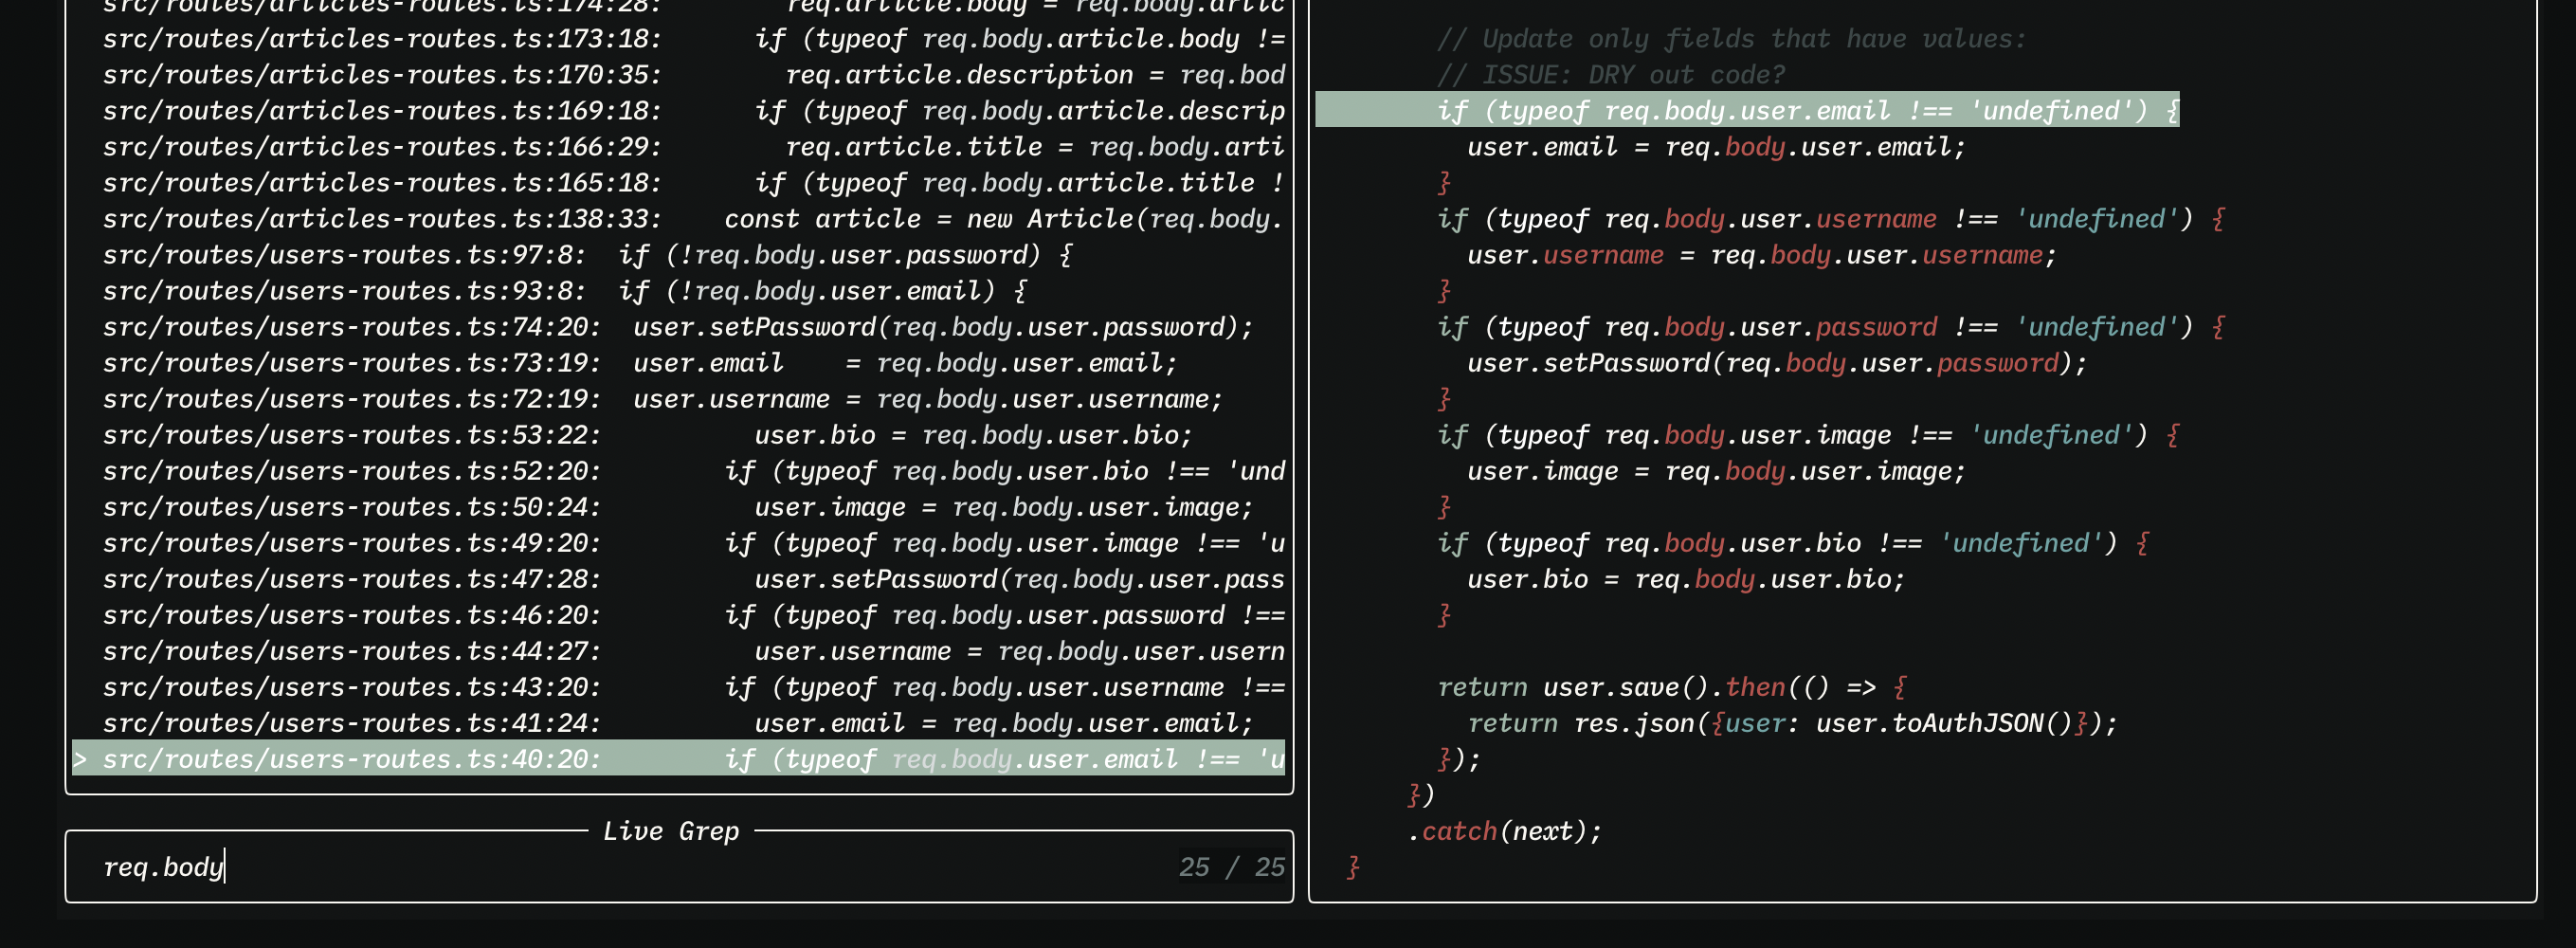 src/routes/articles-routes.ts:174:28:        req.article.body = req.body.artic
src/routes/articles-routes.ts:173:18:      if (typeof req.body.article.body !=
src/routes/articles-routes.ts:170:35:        req.article.description = req.bod
src/routes/articles-routes.ts:169:18:      if (typeof req.body.article.descrip
src/routes/articles-routes.ts:166:29:        req.article.title = req.body.arti
src/routes/articles-routes.ts:165:18:      if (typeof req.body.article.title !
src/routes/articles-routes.ts:138:33:    const article = new Article(req.body.
src/routes/users-routes.ts:97:8:  if (!req.body.user.password) {
src/routes/users-routes.ts:93:8:  if (!req.body.user.email) {
src/routes/users-routes.ts:74:20:  user.setPassword(req.body.user.password);
src/routes/users-routes.ts:73:19:  user.email    = req.body.user.email;
src/routes/users-routes.ts:72:19:  user.username = req.body.user.username;
src/routes/users-routes.ts:53:22:          user.bio = req.body.user.bio;
src/routes/users-routes.ts:52:20:        if (typeof req.body.user.bio !== 'und
src/routes/users-routes.ts:50:24:          user.image = req.body.user.image;
src/routes/users-routes.ts:49:20:        if (typeof req.body.user.image !== 'u
src/routes/users-routes.ts:47:28:          user.setPassword(req.body.user.pass
src/routes/users-routes.ts:46:20:        if (typeof req.body.user.password !==
src/routes/users-routes.ts:44:27:          user.username = req.body.user.usern
src/routes/users-routes.ts:43:20:        if (typeof req.body.user.username !==
src/routes/users-routes.ts:41:24:          user.email = req.body.user.email;
> src/routes/users-routes.ts:40:20:        if (typeof req.body.user.email !== 'u
Live Grep
req.body
25 / 25
// Update only fields that have values:
// ISSUE: DRY out code?
if (typeof req.body.user.email !== 'undefined') {
  user.email = req.body.user.email;
}
if (typeof req.body.user.username !== 'undefined') {
  user.username = req.body.user.username;
}
if (typeof req.body.user.password !== 'undefined') {
  user.setPassword(req.body.user.password);
}
if (typeof req.body.user.image !== 'undefined') {
  user.image = req.body.user.image;
}
if (typeof req.body.user.bio !== 'undefined') {
  user.bio = req.body.user.bio;
}
return user.save().then(() => {
  return res.json({user: user.toAuthJSON()});
});
})
.catch(next);
}